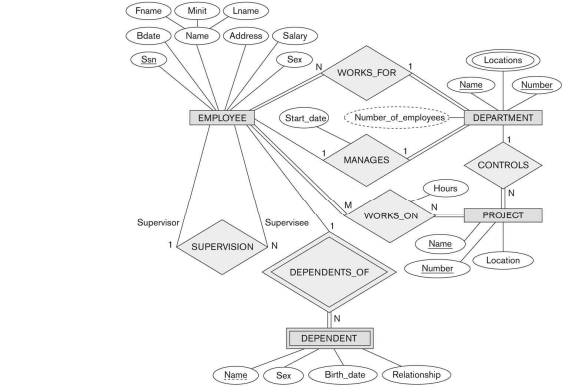 Fname Minit Lname
Bdate Name Address Salary
Ssn Sex
N WORKS_FOR 1
Locations
Name Number
EMPLOYEE Start_date Number_of_employees DEPARTMENT
1 MANAGES 1
1
CONTROLS
N
Hours
M WORKS_ON N PROJECT
Supervisor Supervisee
1 SUPERVISION N
1
Name
Number Location
DEPENDENTS_OF
N
DEPENDENT
Name Sex Birth_date Relationship